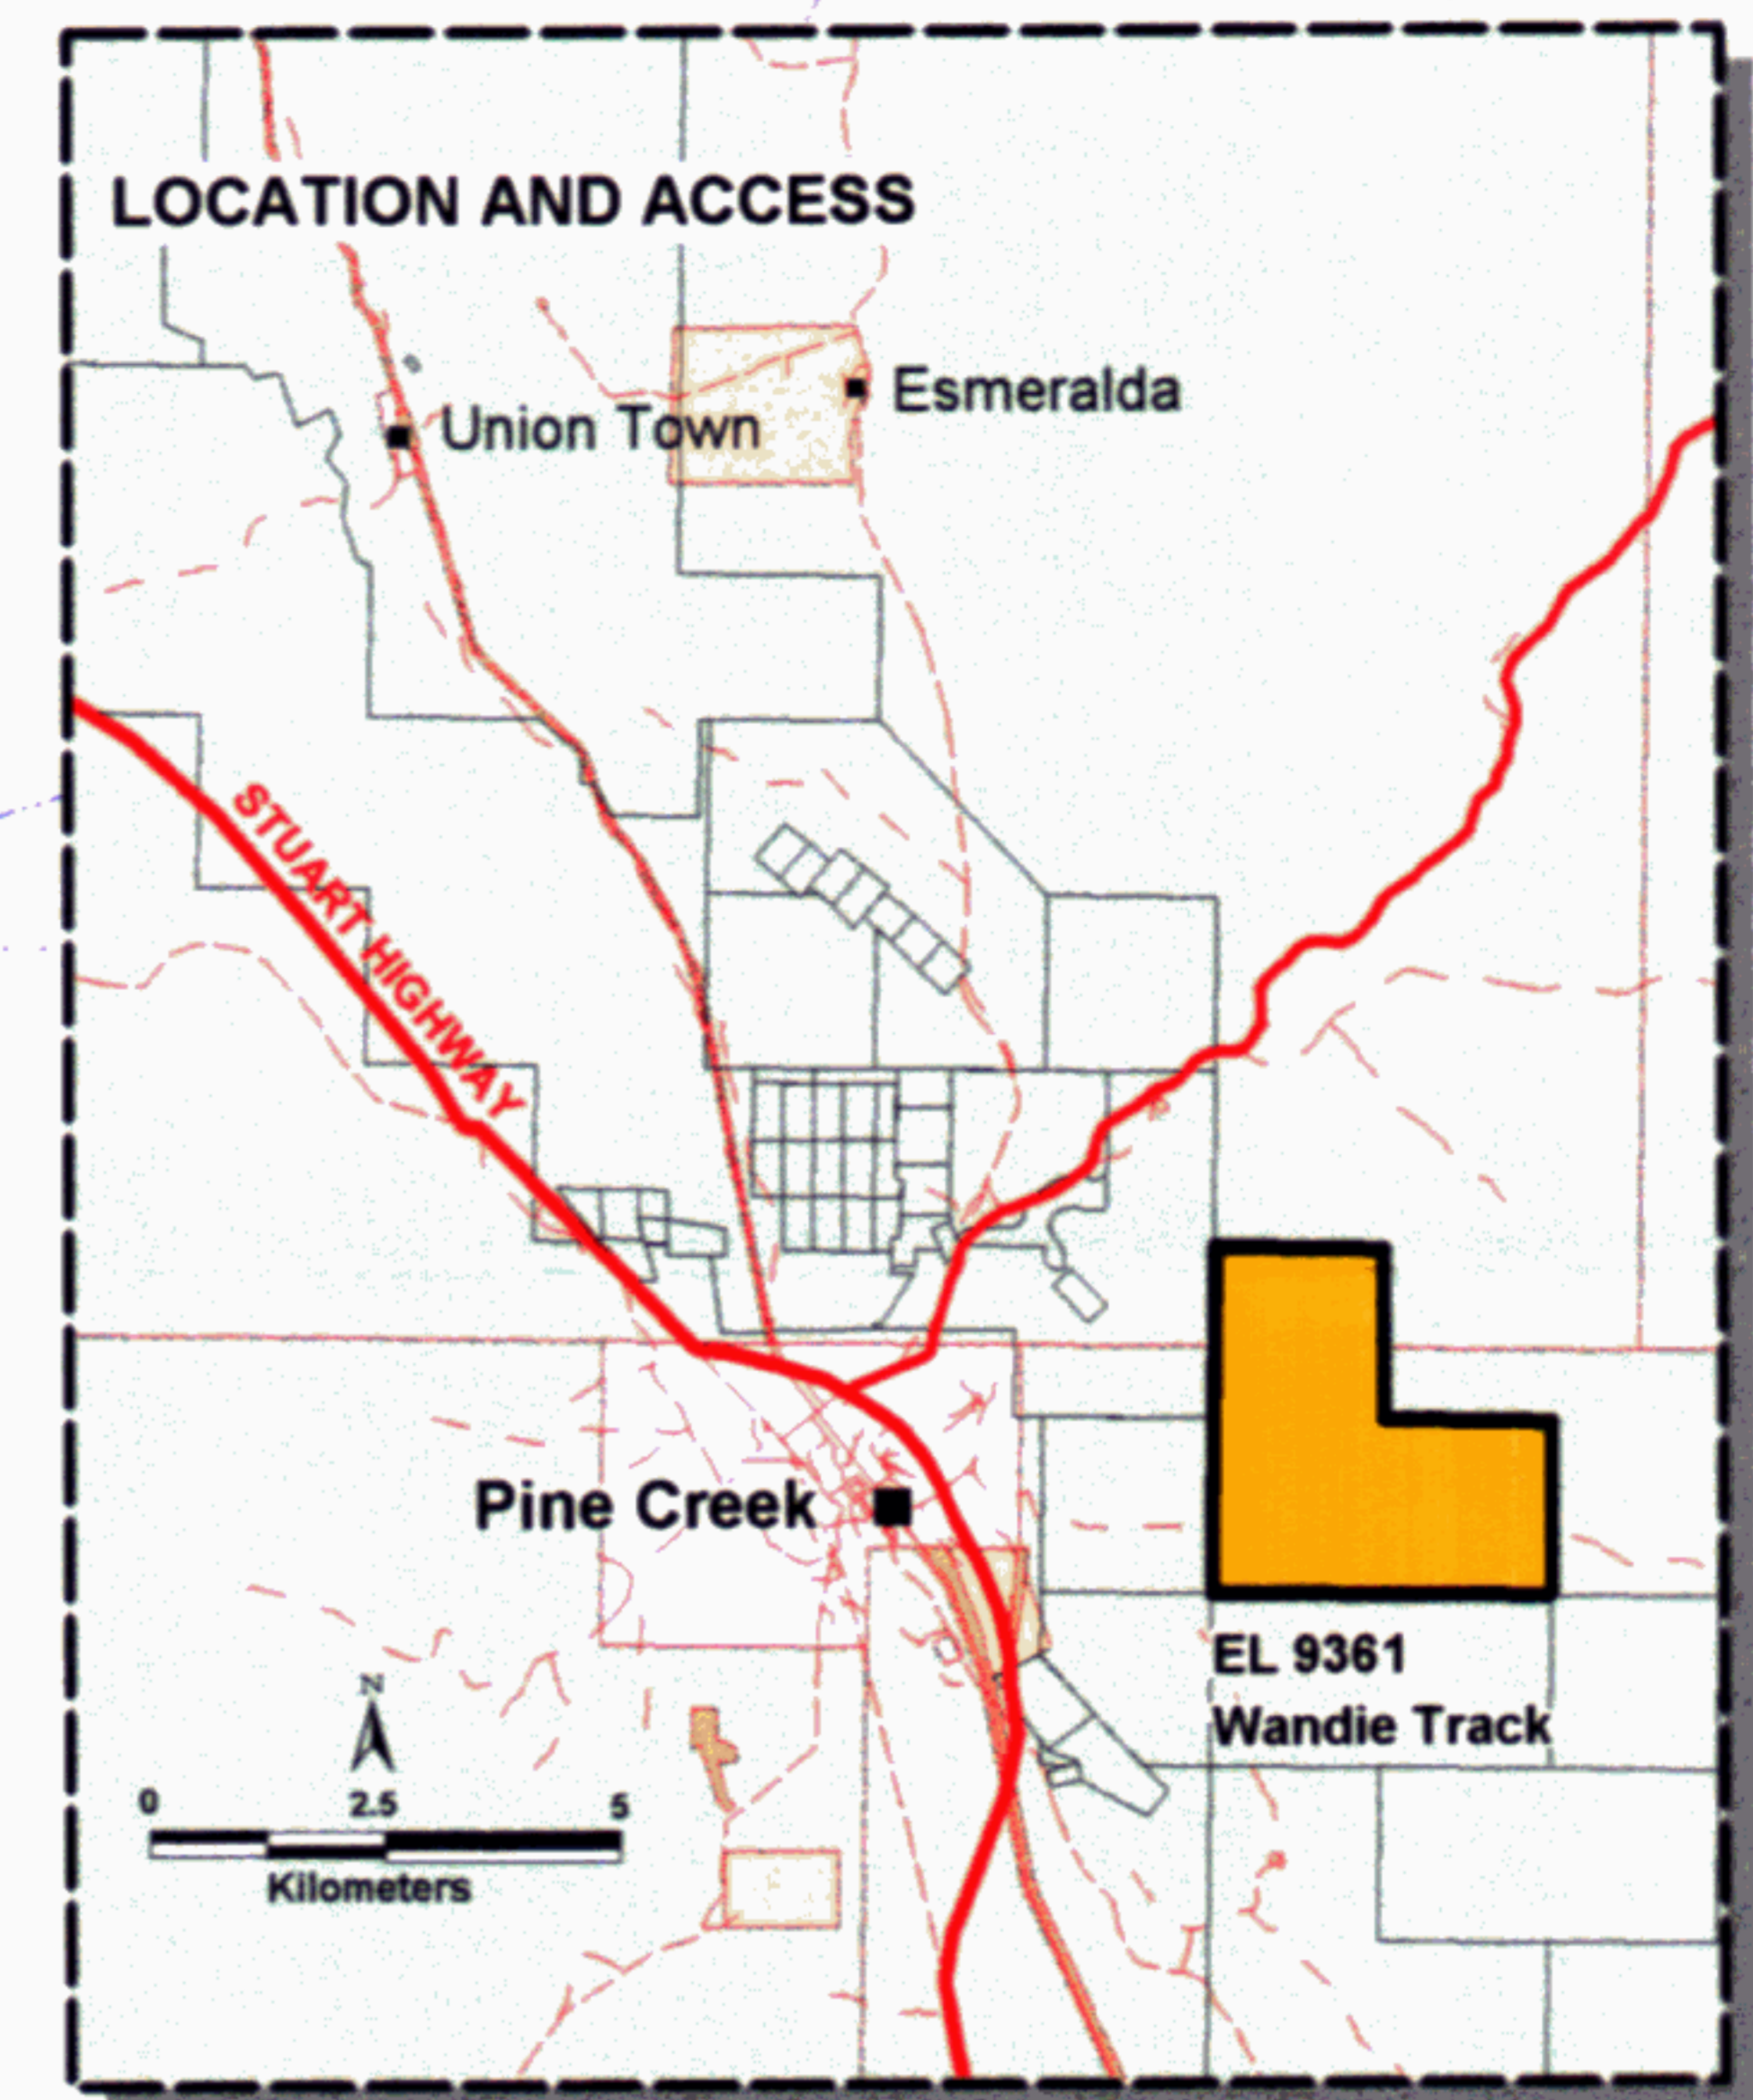 LOCATION AND ACCESS
Esmeralda
Union Town
STUART HIGHWAY
Pine Creek
EL 9361
Wandie Track
N
0 2.5 5
Kilometers